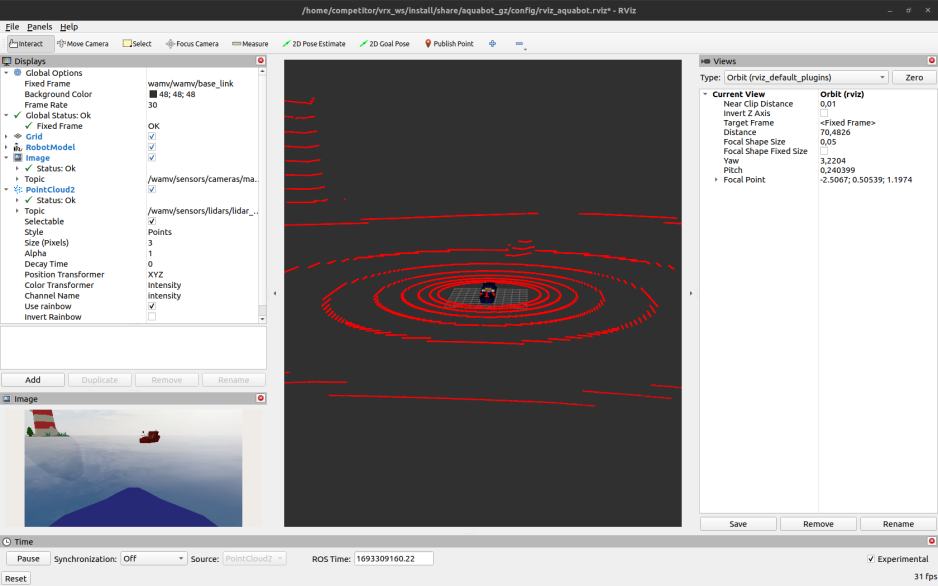 /home/competitor/vrx_ws/install/share/aquabot_gz/config/rviz_aquabot.rviz* - RViz
File Panels Help
Interact Move Camera Select Focus Camera Measure 2D Pose Estimate 2D Goal Pose Publish Point
Displays
Global Options
Fixed Frame wamv/wamv/base_link
Background Color 48; 48; 48
Frame Rate 30
Global Status: Ok
Fixed Frame OK
Grid
RobotModel
Image
Status: Ok
Topic /wamv/sensors/cameras/ma...
PointCloud2
Status: Ok
Topic /wamv/sensors/lidars/lidar_...
Selectable
Style Points
Size (Pixels) 3
Alpha 1
Decay Time 0
Position Transformer XYZ
Color Transformer Intensity
Channel Name intensity
Use rainbow
Invert Rainbow
Add Duplicate Remove Rename
Image
Views
Type: Orbit (rviz_default_plugins) Zero
Current View Orbit (rviz)
Near Clip Distance 0,01
Invert Z Axis
Target Frame <Fixed Frame>
Distance 70,4826
Focal Shape Size 0,05
Focal Shape Fixed Size
Yaw 3,2204
Pitch 0,240399
Focal Point -2.5067; 0.50539; 1.1974
Save Remove Rename
Time
Pause Synchronization: Off Source: PointCloud2 ROS Time: 1693309160.22 Experimental
Reset 31 fps